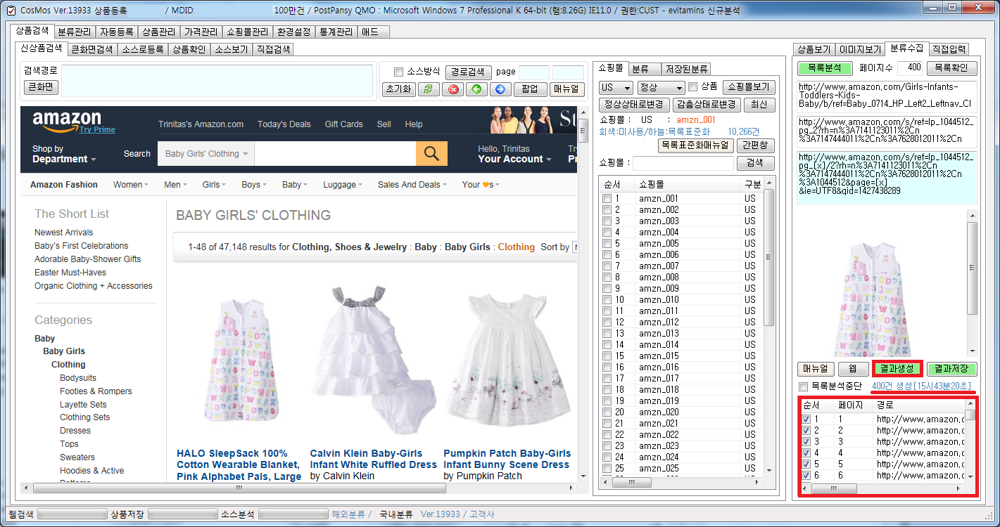 CosMos Ver.13933 상품등록 / MDID: 100만건 / PostPansy QMO : Microsoft Windows 7 Professional K 64-bit (램:8.26G) IE11.0 / 권한:CUST - evitamins 신규분석
상품검색 분류관리 자동등록 상품관리 가격관리 쇼핑몰관리 환경설정 통계관리 애드
신상품검색 큰화면검색 소스로등록 상품확인 소스보기 직접검색
검색경로
큰화면
소스방식 경로검색 page
초기화 팝업 매뉴얼
amazon
Try Prime
Trinitas's Amazon.com Today's Deals Gift Cards Sell Help
St
Shop by
Department
Search Baby Girls' Clothing
Hello, Trinitas
Your Account
Try
Pr
Amazon Fashion Women Men Girls Boys Baby Luggage Sales And Deals Your s
The Short List
Newest Arrivals
Baby's First Celebrations
Adorable Baby-Shower Gifts
Easter Must-Haves
Organic Clothing + Accessories
Categories
Baby
Baby Girls
Clothing
Bodysuits
Footies & Rompers
Layette Sets
Clothing Sets
Dresses
Tops
Sweaters
Hoodies & Active
BABY GIRLS' CLOTHING
1-48 of 47,148 results for Clothing, Shoes & Jewelry : Baby : Baby Girls : Clothing Sort by
HALO SleepSack 100%
Cotton Wearable Blanket,
Pink Alphabet Pals, Large
Calvin Klein Baby-Girls
Infant White Ruffled Dress
by Calvin Klein
Pumpkin Patch Baby-Girls
Infant Bunny Scene Dress
by Pumpkin Patch
쇼핑몰 분류 저장된분류
US 정상 상품 쇼핑몰보기
정상상태로변경 감출상태로변경 최신
쇼핑몰 : US : amzn_001
회색:미사용/하늘:목록표준화 10,266건
목록표준화매뉴얼 간편창
쇼핑몰 : 검색
순서 쇼핑몰 구분
1 amzn_001 US
2 amzn_002 US
3 amzn_003 US
4 amzn_004 US
5 amzn_005 US
6 amzn_006 US
7 amzn_007 US
8 amzn_008 US
9 amzn_009 US
10 amzn_010 US
11 amzn_011 US
12 amzn_012 US
13 amzn_013 US
14 amzn_014 US
15 amzn_015 US
16 amzn_016 US
17 amzn_017 US
18 amzn_018 US
19 amzn_019 US
20 amzn_020 US
21 amzn_021 US
22 amzn_022 US
23 amzn_023 US
24 amzn_024 US
25 amzn_025 US
상품보기 이미지보기 분류수집 직접입력
목록분석 페이지수 400 목록확인
http://www.amazon.com/Girls-Infants-
Toddlers-Kids-
Baby/b/ref=Baby_0714_HP_Left2_Leftnav_Cl
http://www.amazon.com/s/ref=lp_1044512_
pg_2?rh=n%3A7141123011%2Cn
%3A7147444011%2Cn%3A7628012011%2Cn
http://www.amazon.com/s/ref=lp_1044512_
pg_[x]/2?rh=n%3A7141123011%2Cn
%3A7147444011%2Cn%3A7628012011%2Cn
%3A1044512&page=[x]
&ie=UTF8&qid=1427438289
매뉴얼 웹 결과생성 결과저장
목록분석중단 400건 생성[15시43분20초]
순서 페이지 경로
1 1 http://www.amazon.c
2 2 http://www.amazon.c
3 3 http://www.amazon.c
4 4 http://www.amazon.c
5 5 http://www.amazon.c
6 6 http://www.amazon.c
웹검색 상품저장 소스분석 해외분류 / 국내분류 Ver.13933 / 고객사